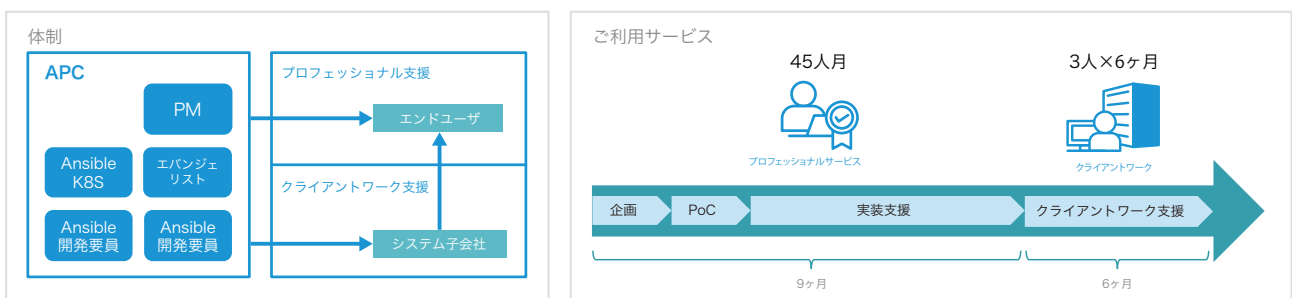 体制
APC
PM
Ansible
K8S
エバンジェ
リスト
Ansible
開発要員
Ansible
開発要員
プロフェッショナル支援
エンドユーザ
クライアントワーク支援
システム子会社
ご利用サービス
45人月
3人×6ヶ月
プロフェッショナルサービス
クライアントワーク
企画
PoC
実装支援
クライアントワーク支援
9ヶ月
6ヶ月